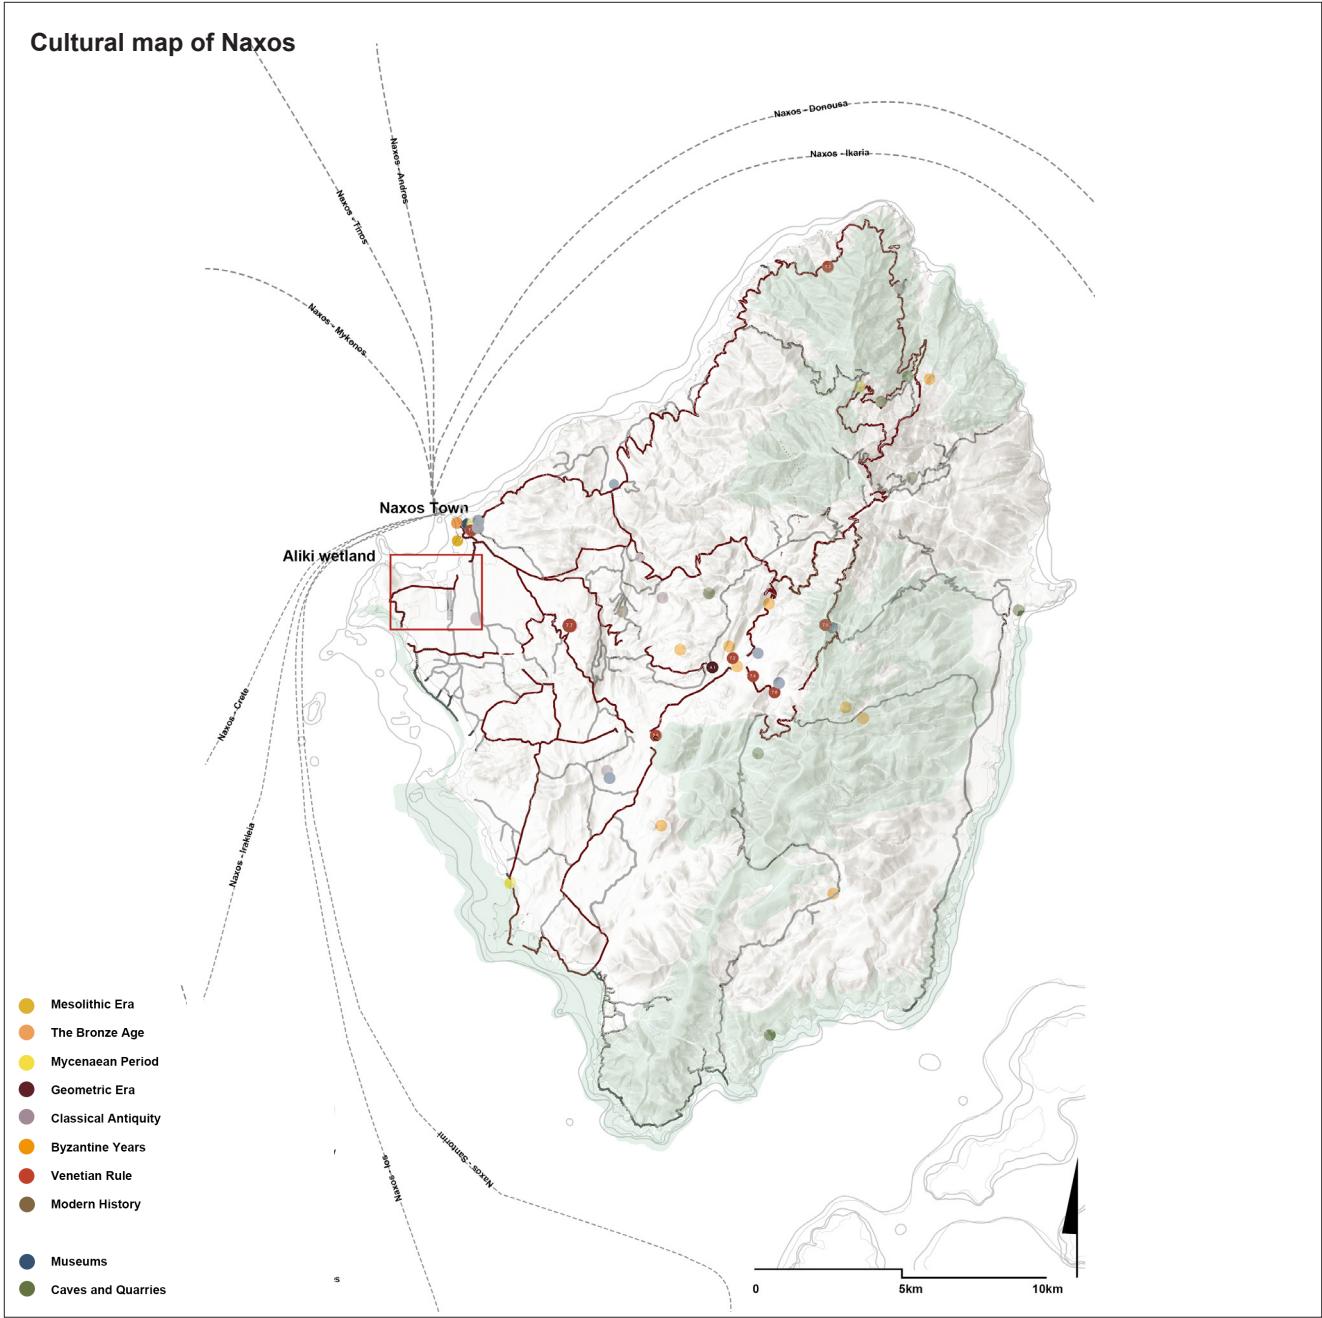 Cultural map of Naxos
Naxos - Donousa
Naxos - Ikaria
Naxos - Andros
Naxos - Tinos
Naxos - Mykonos
Naxos Town
Aliki wetland
7.7
Naxos - Crete
Naxos - Irakleia
Mesolithic Era
The Bronze Age
Mycenaean Period
Geometric Era
Classical Antiquity
Byzantine Years
Venetian Rule
Modern History
Museums
Caves and Quarries
Naxos - Ios
Naxos - Santorini
s
0
5km
10km